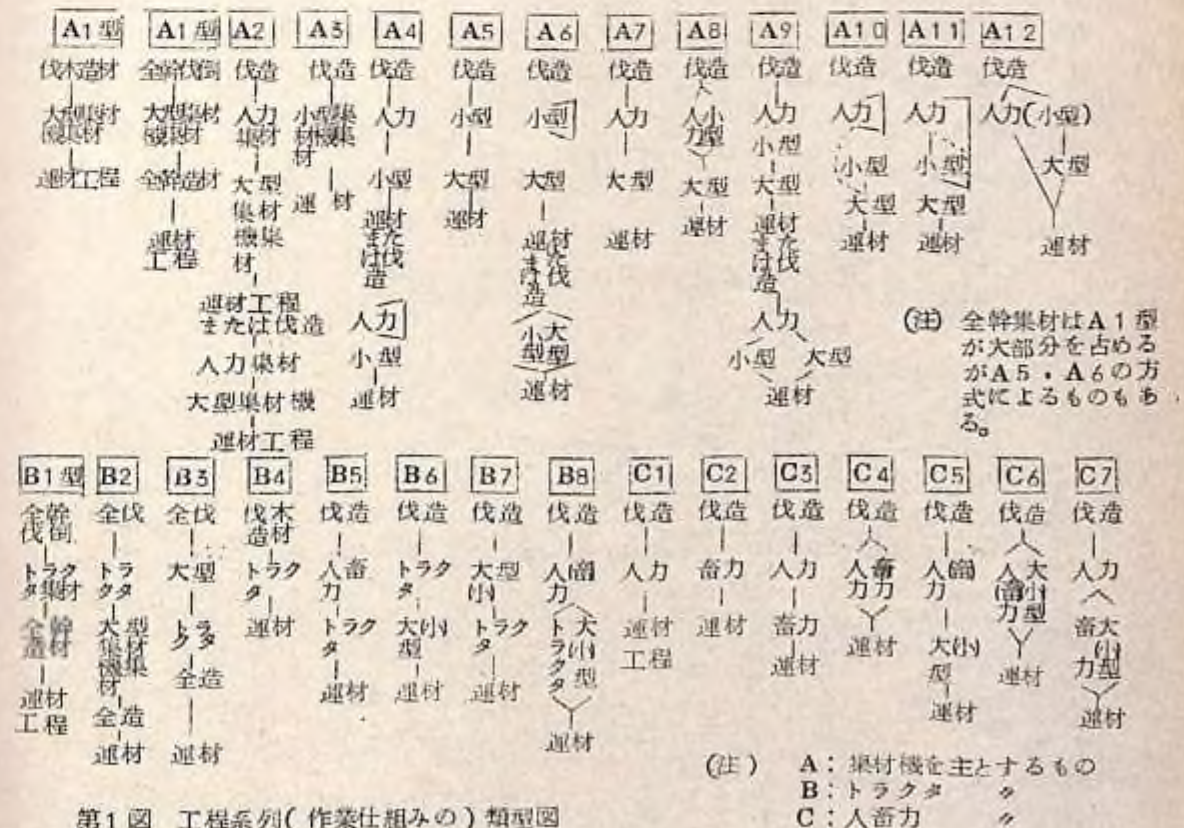 A1型 A1型 A2 A3 A4 A5 A6 A7 A8 A9 A10 A11 A12
伐木造材 全幹伐倒 伐造 伐造 伐造 伐造 伐造 伐造 伐造 伐造 伐造 伐造 伐造
大型集材機集材 大型集材機集材 人力集材 小型集材機集材 人力 小型 小型 人力 人力小型 人力 人力 人力 人力(小型)
小型 小型 小型 大型
運材工程 全幹造材 大型集材機集材 運材 小型 大型 大型 大型 大型 大型 大型 大型
運材工程 運材または伐造 運材 運材または伐造 運材 運材 運材または伐造 運材 運材 運材
運材工程または伐造 人力 小型大型 人力
人力集材 小型 小型 大型
大型集材機 運材 運材 運材
運材工程
(注) 全幹集材はA1型
が大部分を占める
がA5・A6の方
式によるものもあ
る。
B1型 B2 B3 B4 B5 B6 B7 B8 C1 C2 C3 C4 C5 C6 C7
全幹伐倒 全伐 全伐 伐木造材 伐造 伐造 伐造 伐造 伐造 伐造 伐造 伐造 伐造 伐造 伐造
トラクタ集材 トラクタ 大型 トラクタ 人畜力 トラクタ 大型(小) 人(畜)力 人力 畜力 人力 人力畜力 人(畜)力 人(畜)力大(小)型 人力
全幹造材 大型集材機集材 トラクタ 運材 トラクタ 大(小)型 トラクタ トラクタ大(小)型 運材工程 運材 畜力 運材 大(小)型 運材 畜力大(小)型
運材工程 全造 全造 運材 運材 運材 運材 運材 運材 運材
運材 運材
(注) A:集材機を主とするもの
B:トラクタ 〃
C:人畜力 〃
第1図 工程系列(作業仕組みの)類型図